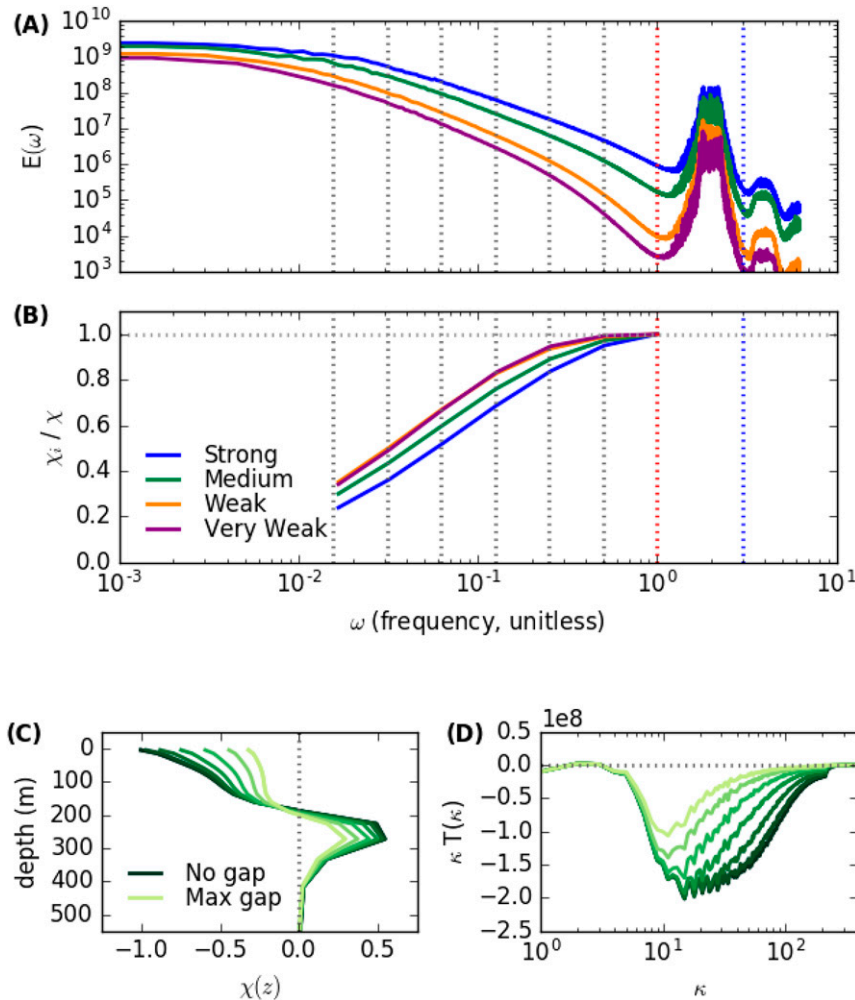 (A)
10^10
10^9
10^8
10^7
10^6
10^5
10^4
10^3
E(ω)
(B)
1.0
0.8
0.6
0.4
0.2
0.0
χ_i / χ
Strong
Medium
Weak
Very Weak
10^-3 10^-2 10^-1 10^0 10^1
ω (frequency, unitless)
(C)
0
100
200
300
400
500
depth (m)
No gap
Max gap
−1.0 −0.5 0.0 0.5
χ(z)
(D)
1e8
0.5
0.0
−0.5
−1.0
−1.5
−2.0
−2.5
κ T(κ)
10^0 10^1 10^2
κ